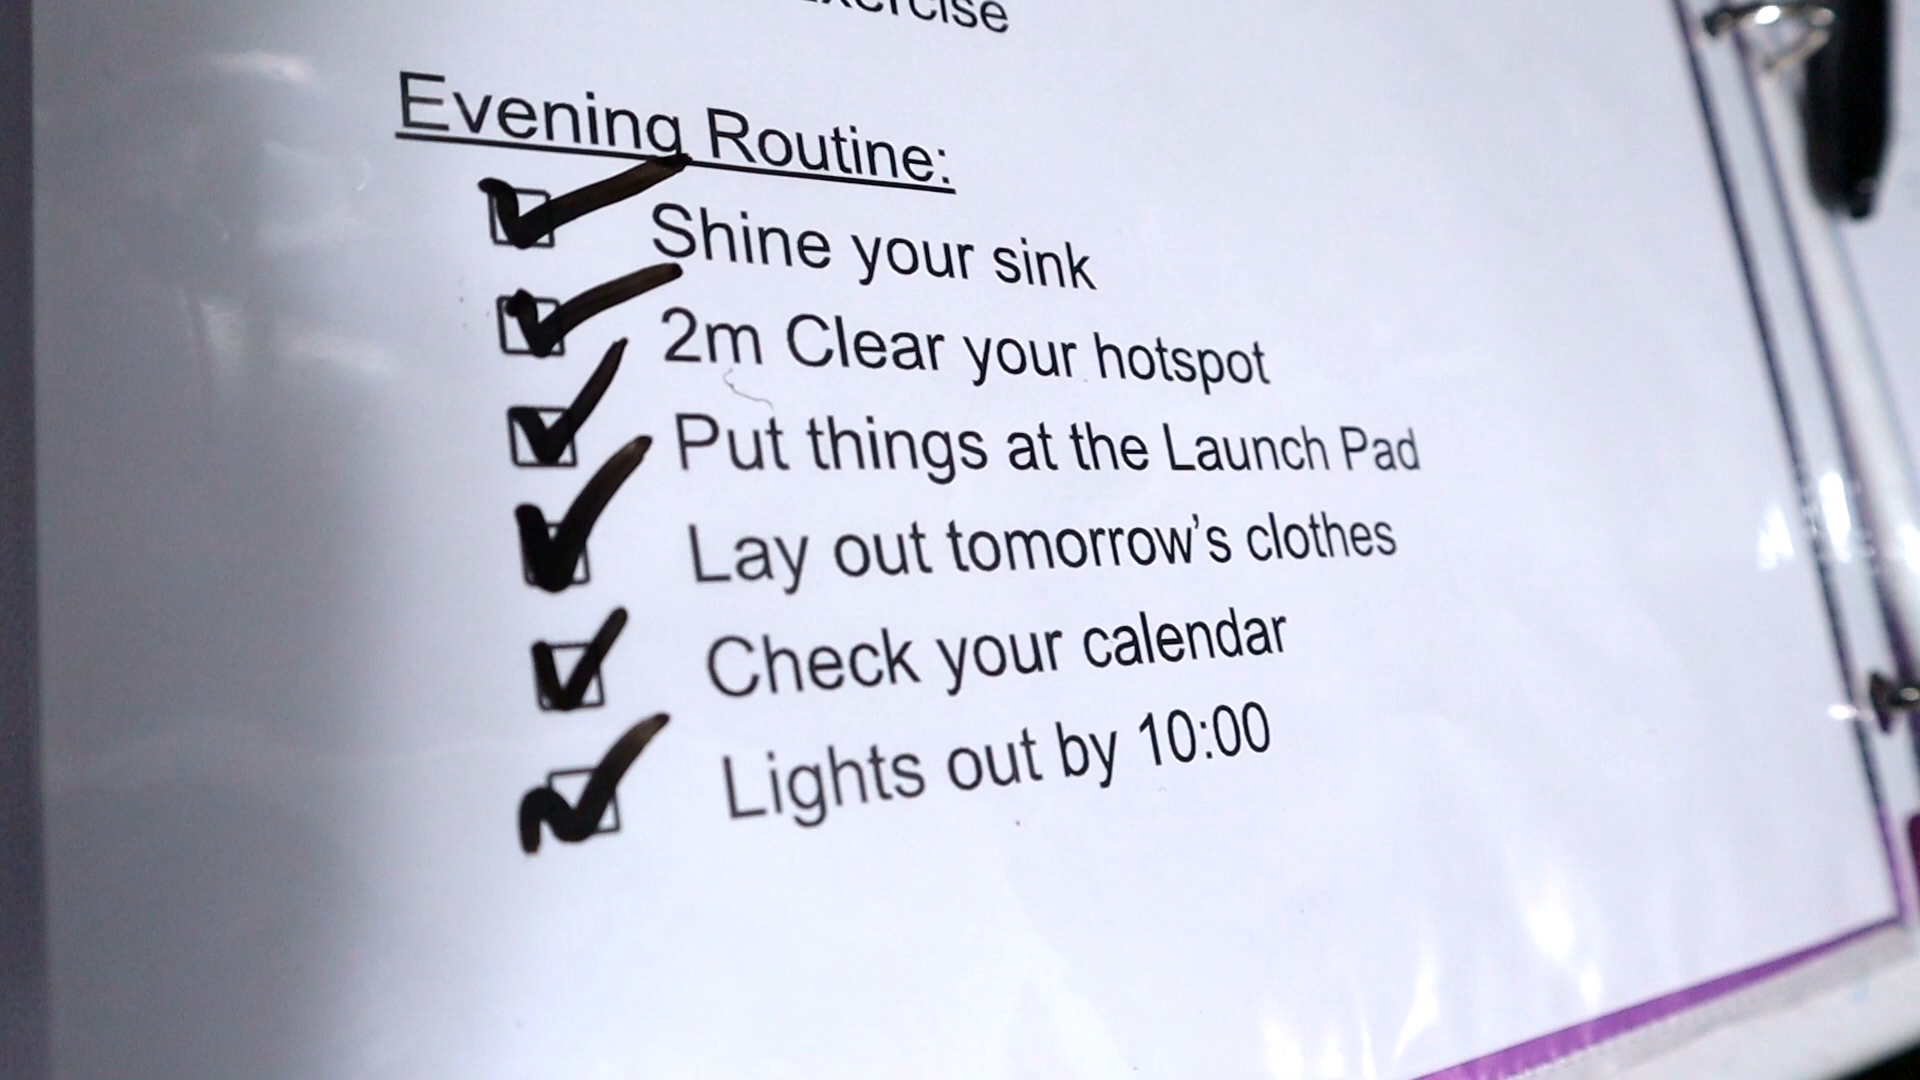 Exercise
Evening Routine:
Shine your sink
2m Clear your hotspot
Put things at the Launch Pad
Lay out tomorrow's clothes
Check your calendar
Lights out by 10:00